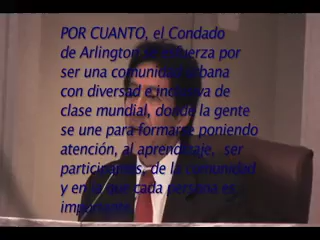 POR CUANTO, el Condado
de Arlington se esfuerza por
ser una comunidad urbana
con diversad e inclusiva de
clase mundial, donde la gente
se une para formarse poniendo
atención, al aprendizaje, ser
participantes, de la comunidad
y en la que cada persona es
importante.